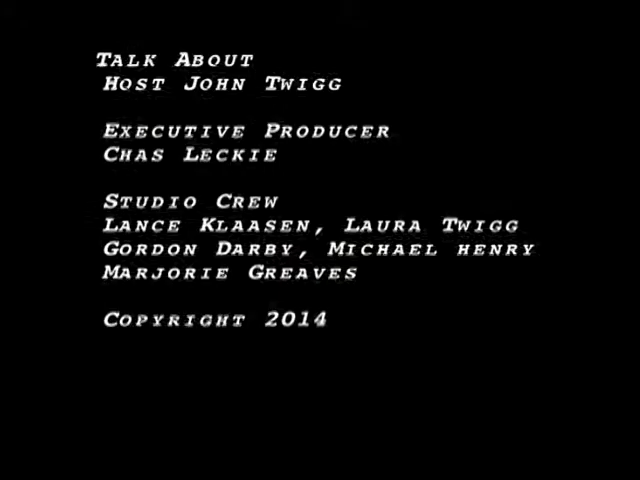 Talk About
Host John Twigg
Executive Producer
Chas Leckie
Studio Crew
Lance Klaasen, Laura Twigg
Gordon Darby, Michael henry
Marjorie Greaves
Copyright 2014